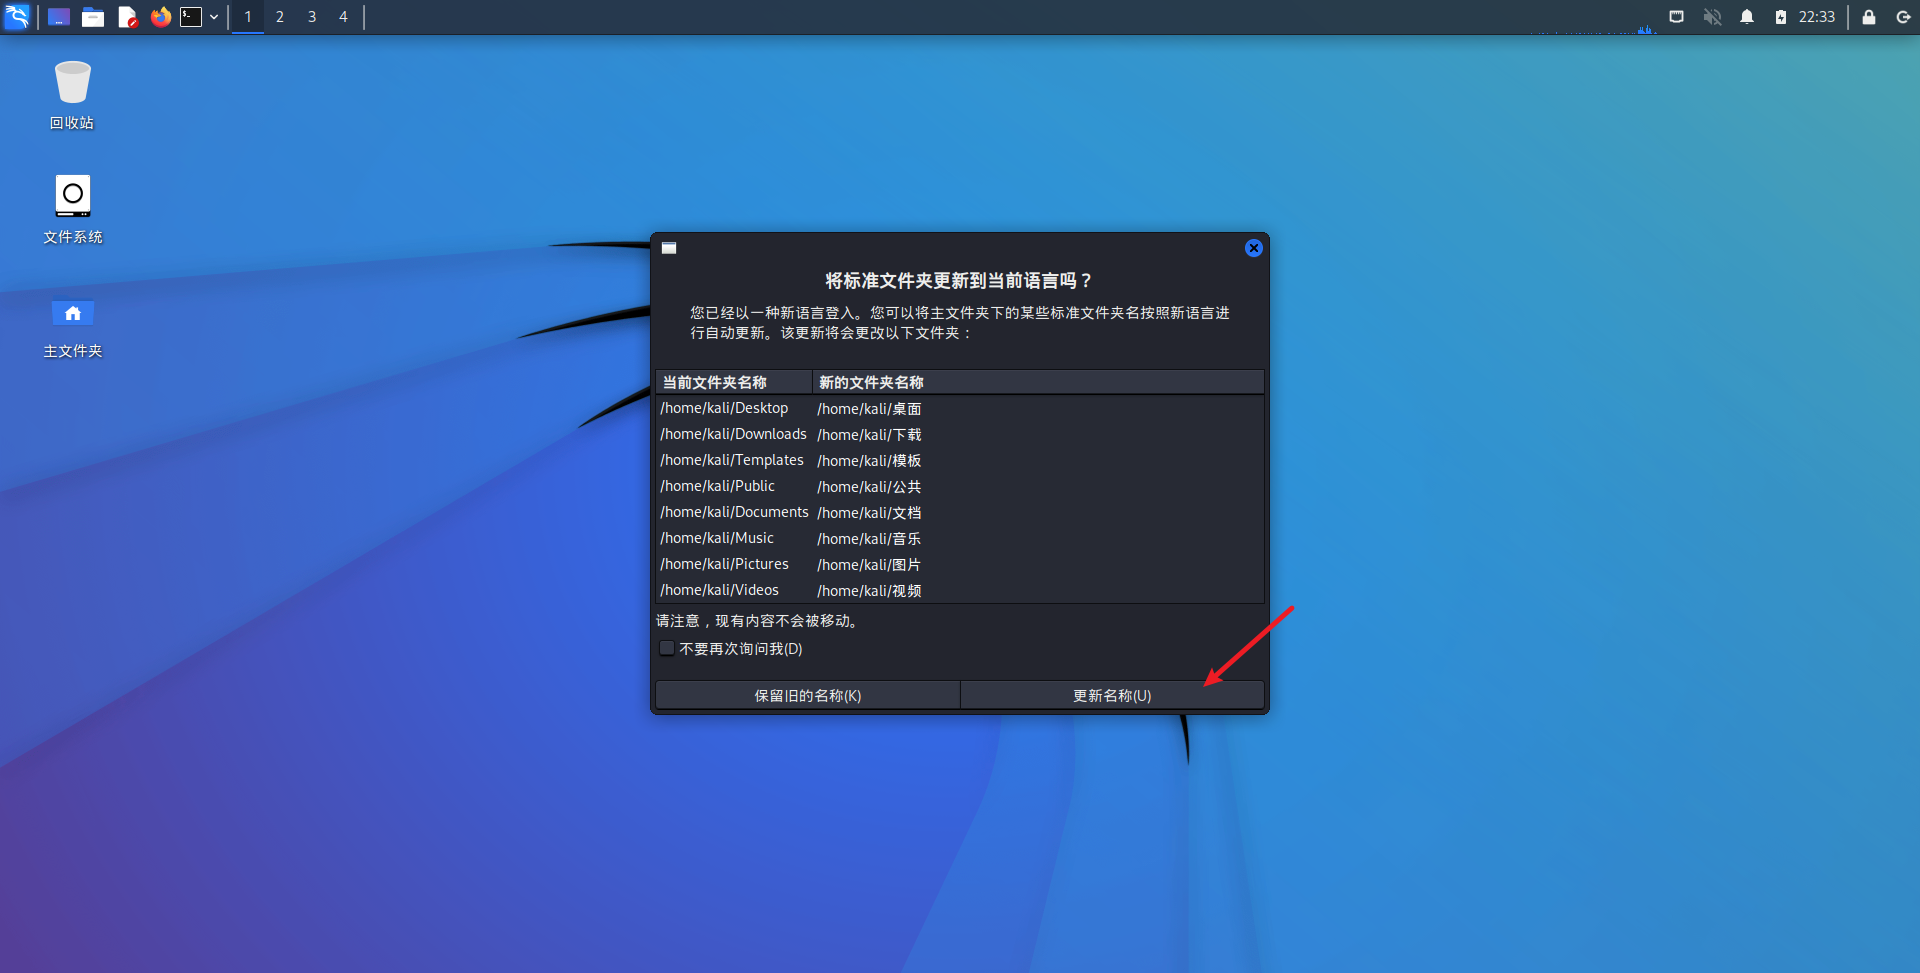 1 2 3 4
22:33
回收站
文件系统
主文件夹
将标准文件夹更新到当前语言吗？
您已经以一种新语言登入。您可以将主文件夹下的某些标准文件夹名按照新语言进
行自动更新。该更新将会更改以下文件夹：
当前文件夹名称 新的文件夹名称
/home/kali/Desktop /home/kali/桌面
/home/kali/Downloads /home/kali/下载
/home/kali/Templates /home/kali/模板
/home/kali/Public /home/kali/公共
/home/kali/Documents /home/kali/文档
/home/kali/Music /home/kali/音乐
/home/kali/Pictures /home/kali/图片
/home/kali/Videos /home/kali/视频
请注意，现有内容不会被移动。
不要再次询问我(D)
保留旧的名称(K) 更新名称(U)